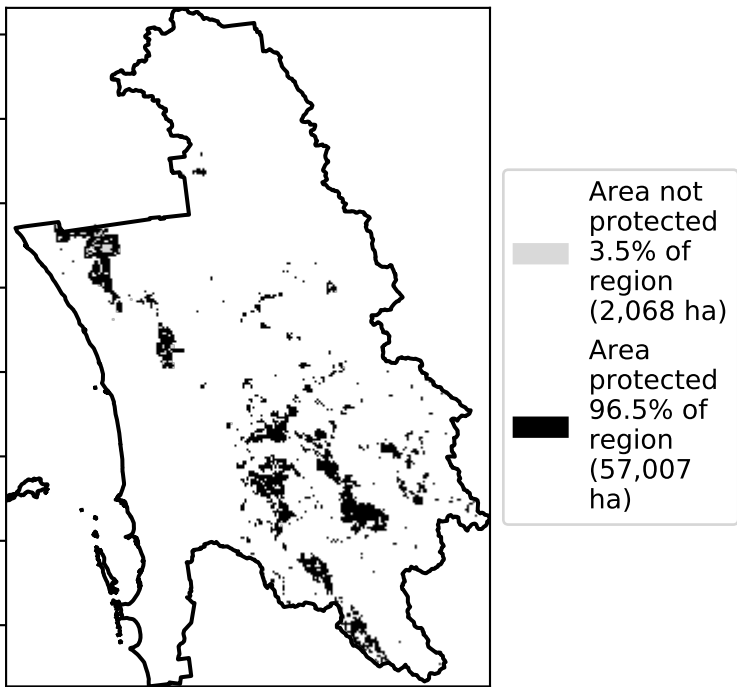 Area not
protected
3.5% of
region
(2,068 ha)
Area
protected
96.5% of
region
(57,007
ha)